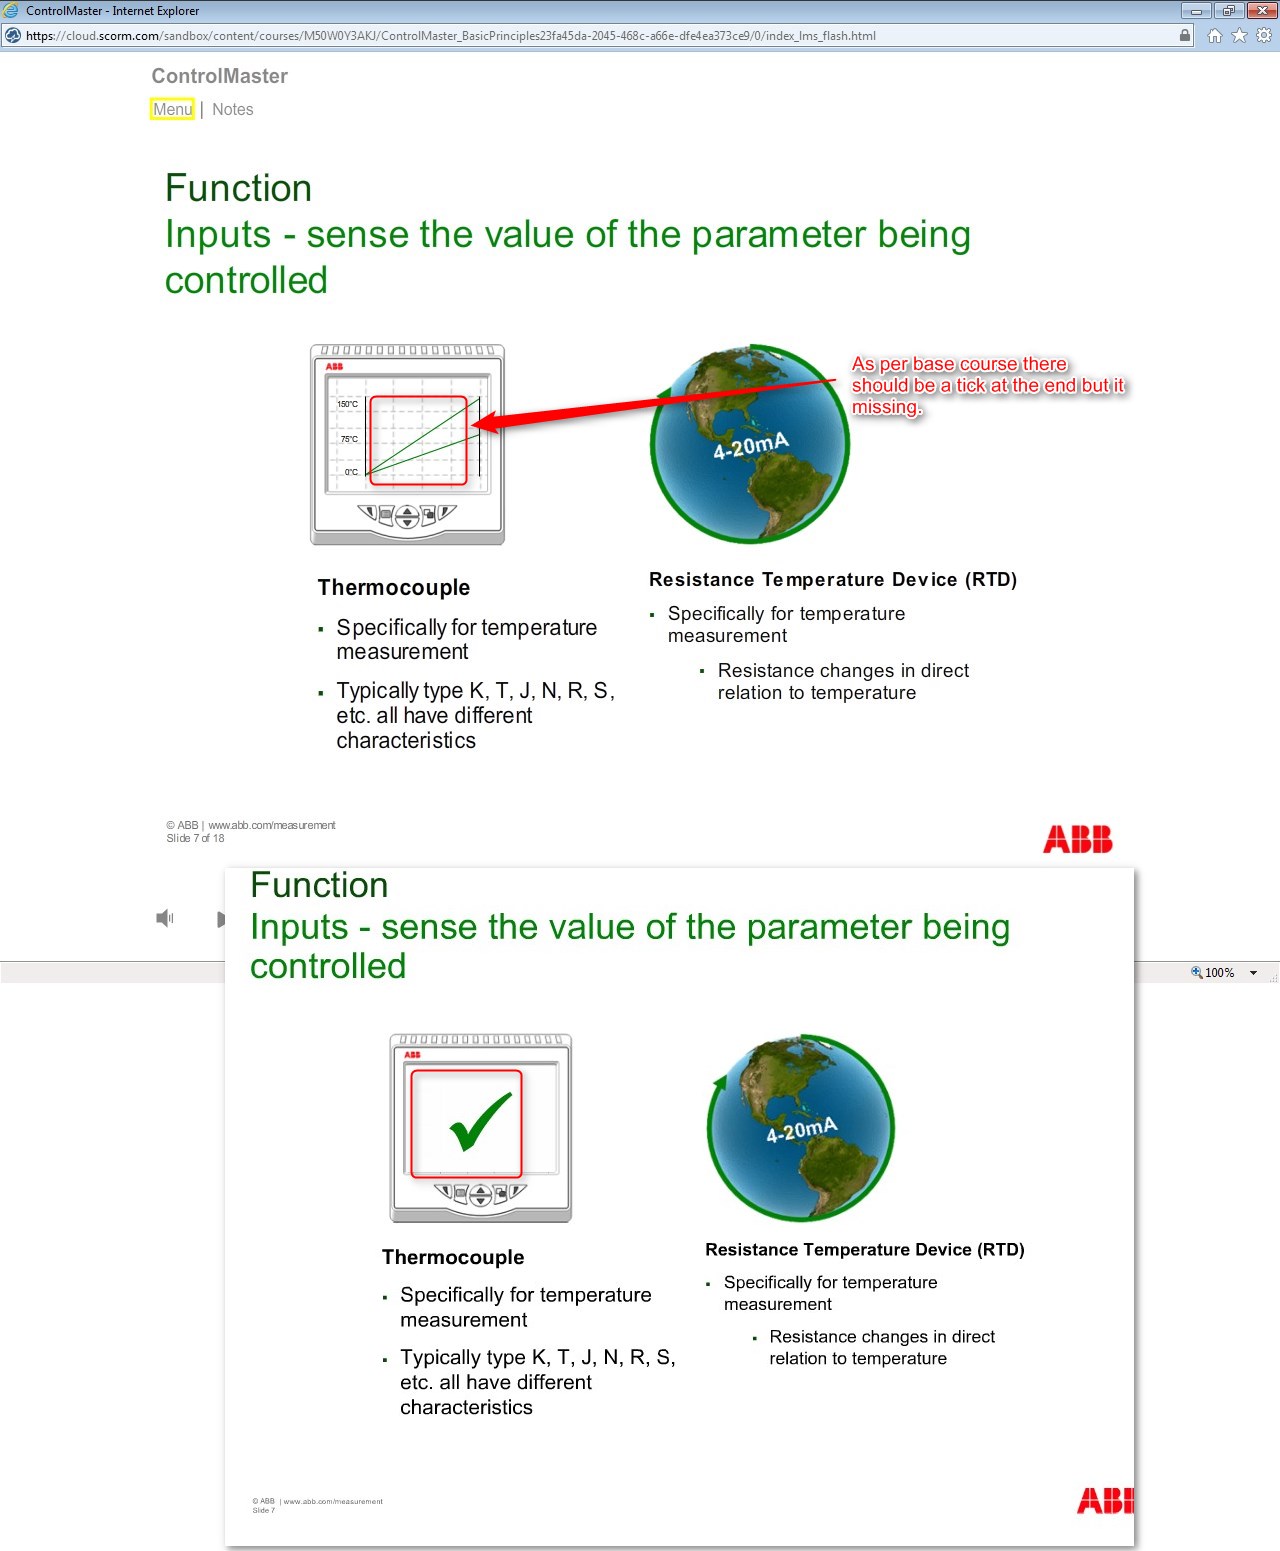 ControlMaster - Internet Explorer
https://cloud.scorm.com/sandbox/content/courses/M50W0Y3AKJ/ControlMaster_BasicPrinciples23fa45da-2045-468c-a66e-dfe4ea373ce9/0/index_lms_flash.html
ControlMaster
Menu | Notes
Function
Inputs - sense the value of the parameter being
controlled
ABB
150°C
75°C
0°C
4-20mA
As per base course there
should be a tick at the end but it
missing.
Thermocouple
▪ Specifically for temperature
measurement
▪ Typically type K, T, J, N, R, S,
etc. all have different
characteristics
Resistance Temperature Device (RTD)
▪ Specifically for temperature
measurement
▪ Resistance changes in direct
relation to temperature
© ABB | www.abb.com/measurement
Slide 7 of 18
ABB
100%
Function
Inputs - sense the value of the parameter being
controlled
ABB
4-20mA
Thermocouple
▪ Specifically for temperature
measurement
▪ Typically type K, T, J, N, R, S,
etc. all have different
characteristics
Resistance Temperature Device (RTD)
▪ Specifically for temperature
measurement
▪ Resistance changes in direct
relation to temperature
© ABB | www.abb.com/measurement
Slide 7
ABB